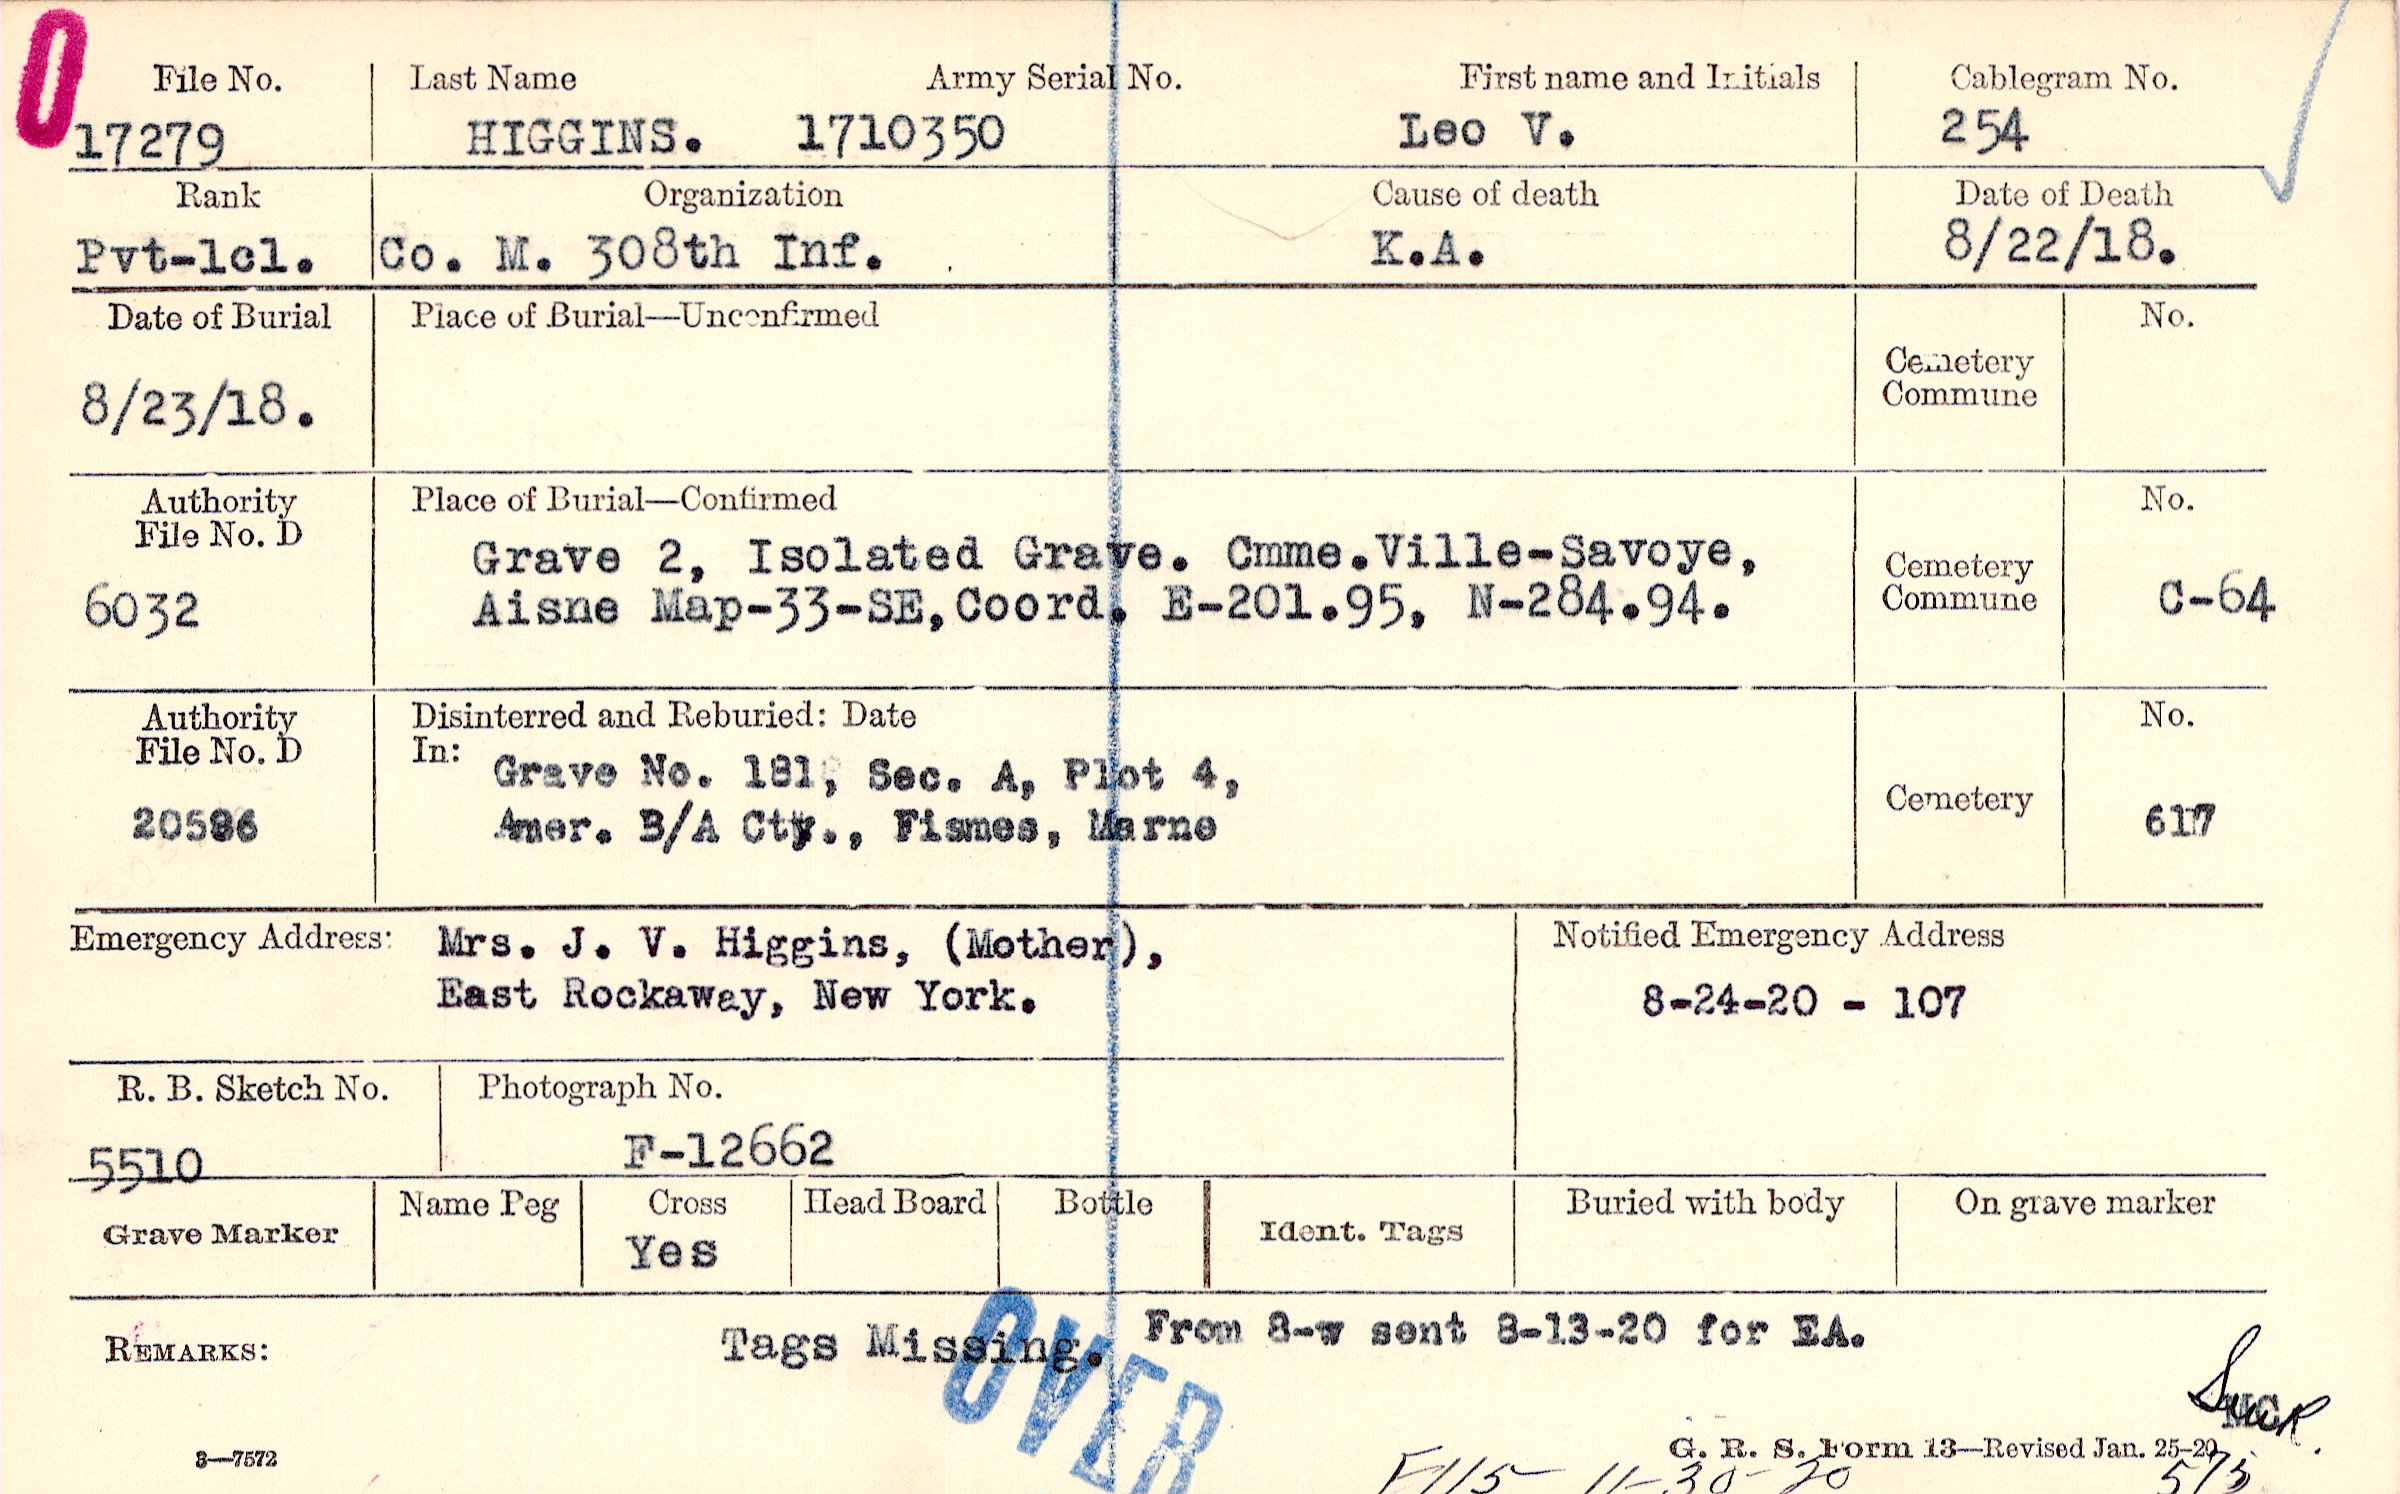 0
File No. Last Name Army Serial No. First name and Initials Cablegram No.
17279 HIGGINS. 1710350 Leo V. 254
Rank Organization Cause of death Date of Death
Pvt-1cl. Co. M. 308th Inf. K.A. 8/22/18.
Date of Burial Place of Burial—Unconfirmed No.
Cemetery
Commune
8/23/18.
Authority Place of Burial—Confirmed No.
File No. D
Grave 2, Isolated Grave. Cmme.Ville-Savoye,
Cemetery
Commune
6032 Aisne Map-33-SE,Coord. E-201.95, N-284.94. C-64
Authority Disinterred and Reburied: Date No.
File No. D In:
Grave No. 181, Sec. A, Plot 4,
Cemetery
20586 Amer. B/A Cty., Fismes, Marne 617
Emergency Address: Mrs. J. V. Higgins, (Mother), Notified Emergency Address
East Rockaway, New York. 8-24-20 - 107
R. B. Sketch No. Photograph No.
5510 F-12662
Grave Marker Name Peg Cross Head Board Bottle Ident. Tags Buried with body On grave marker
Yes
REMARKS: Tags Missing. From 8-w sent 8-13-20 for EA.
OVER
3—7572 G. R. S. Form 13—Revised Jan. 25-20
F115 11-30-20